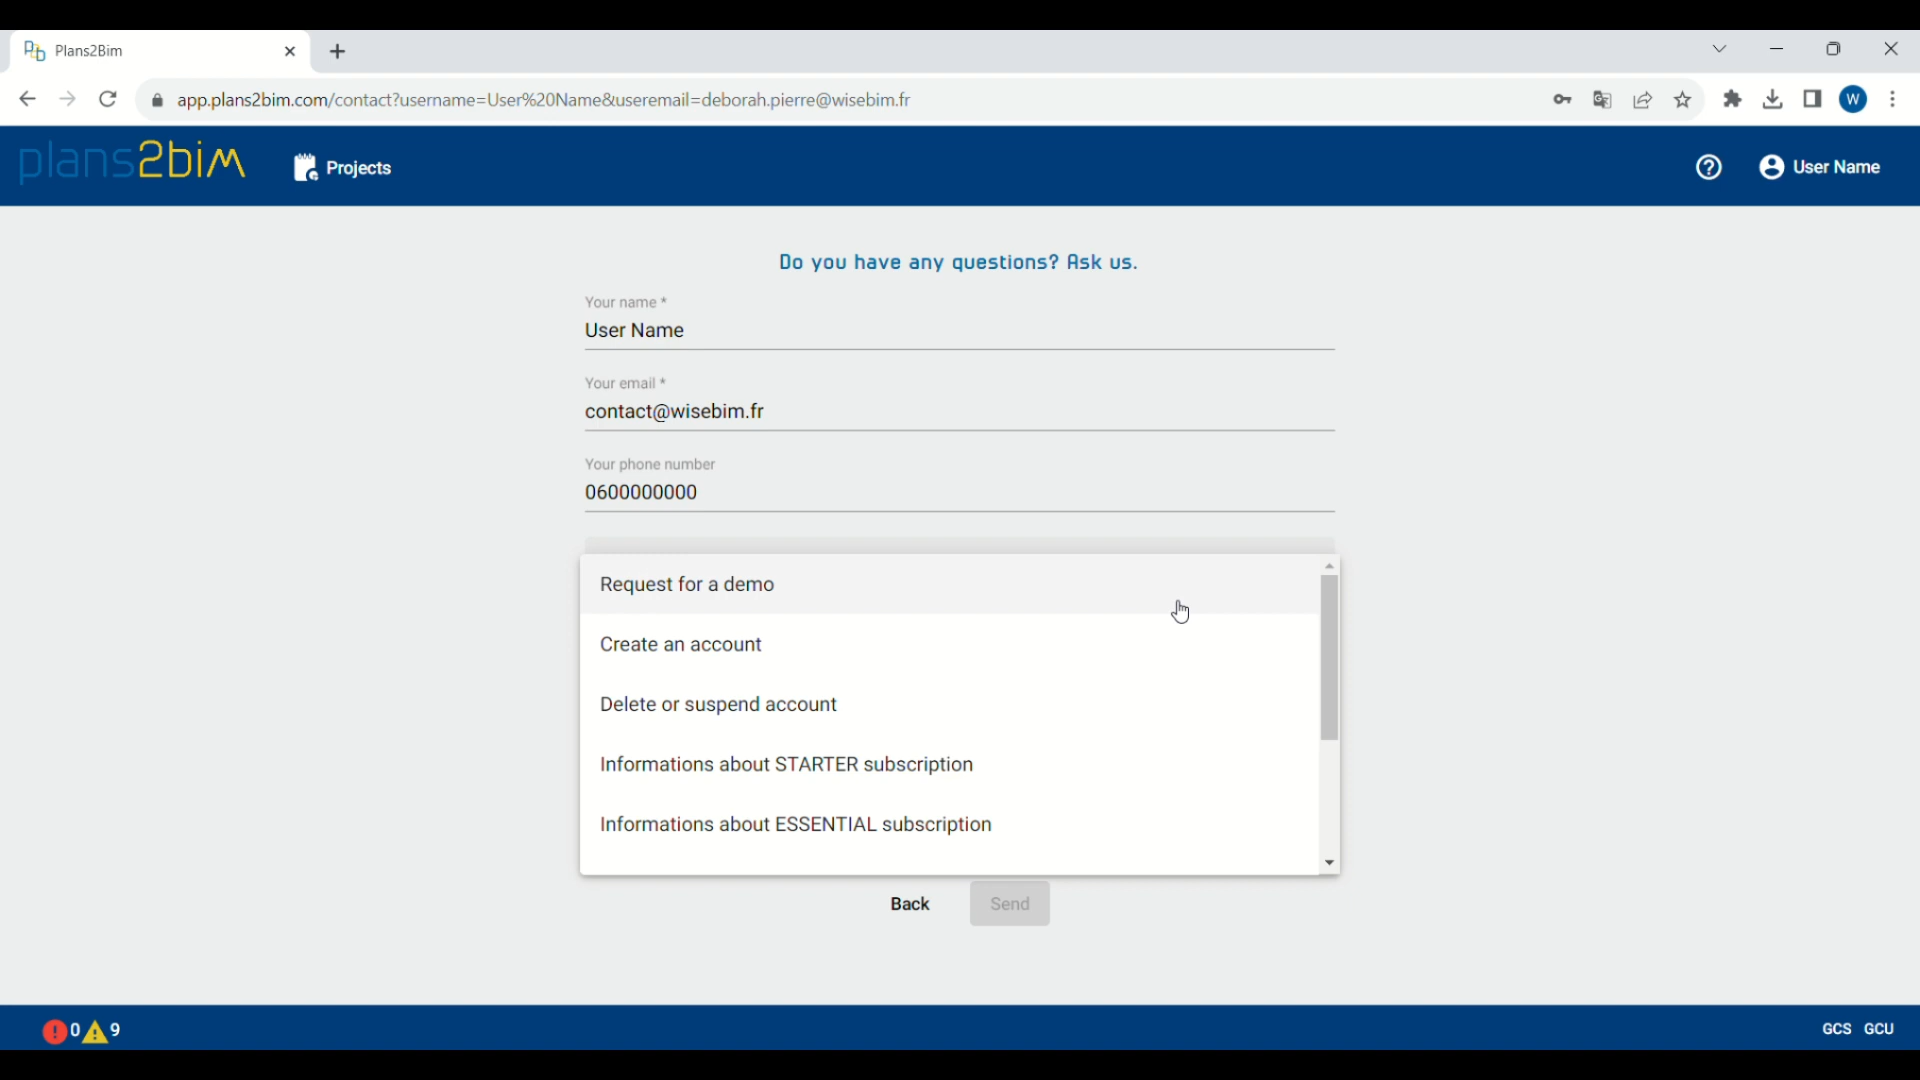 Plans2Bim
app.plans2bim.com/contact?username=User%20Name&useremail=deborah.pierre@wisebim.fr
W
plans2bim
Projects
User Name
Do you have any questions? Ask us.
Your name *
User Name
Your email *
contact@wisebim.fr
Your phone number
0600000000
Request for a demo
Create an account
Delete or suspend account
Informations about STARTER subscription
Informations about ESSENTIAL subscription
Back
Send
0 9
GCS GCU